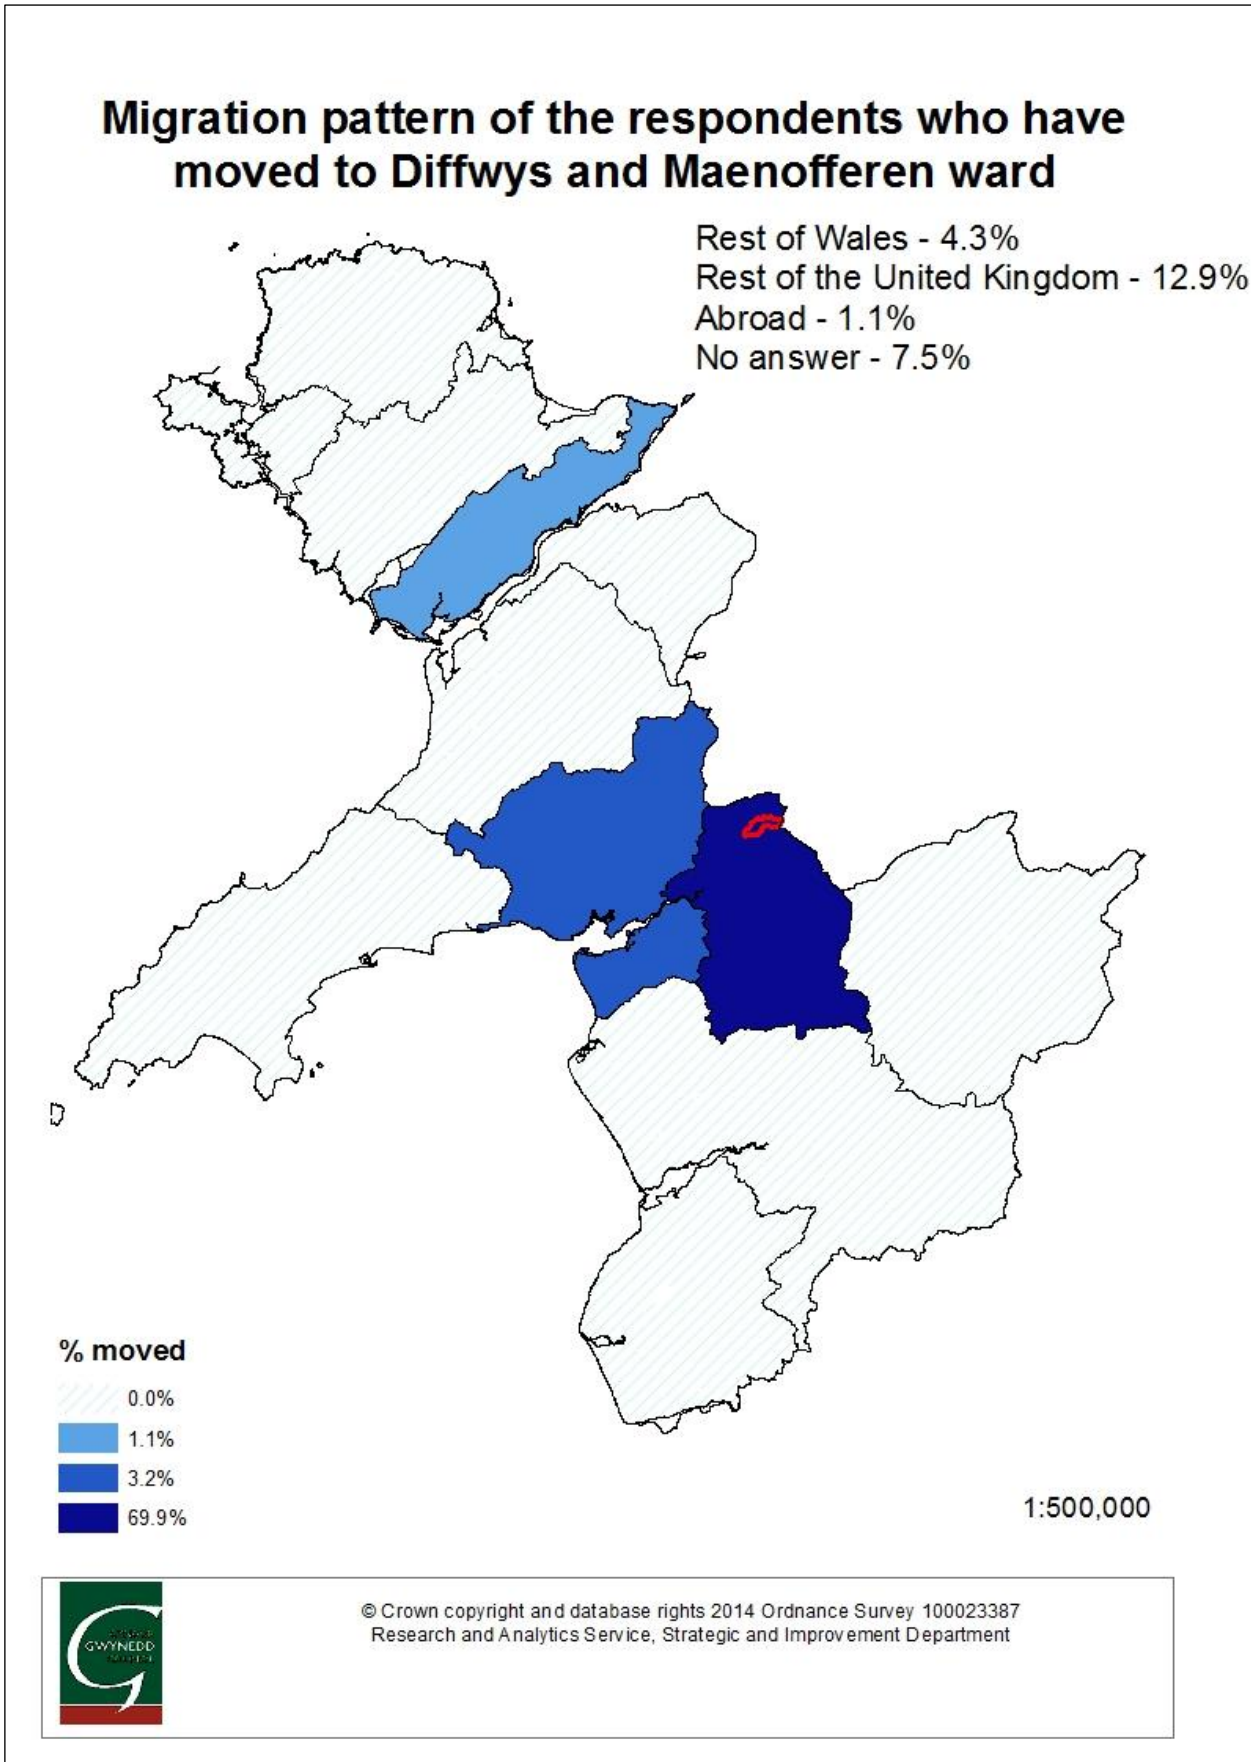 Migration pattern of the respondents who have
moved to Diffwys and Maenofferen ward
Rest of Wales - 4.3%
Rest of the United Kingdom - 12.9%
Abroad - 1.1%
No answer - 7.5%
% moved
0.0%
1.1%
3.2%
69.9%
1:500,000
GWYNEDD
© Crown copyright and database rights 2014 Ordnance Survey 100023387
Research and Analytics Service, Strategic and Improvement Department